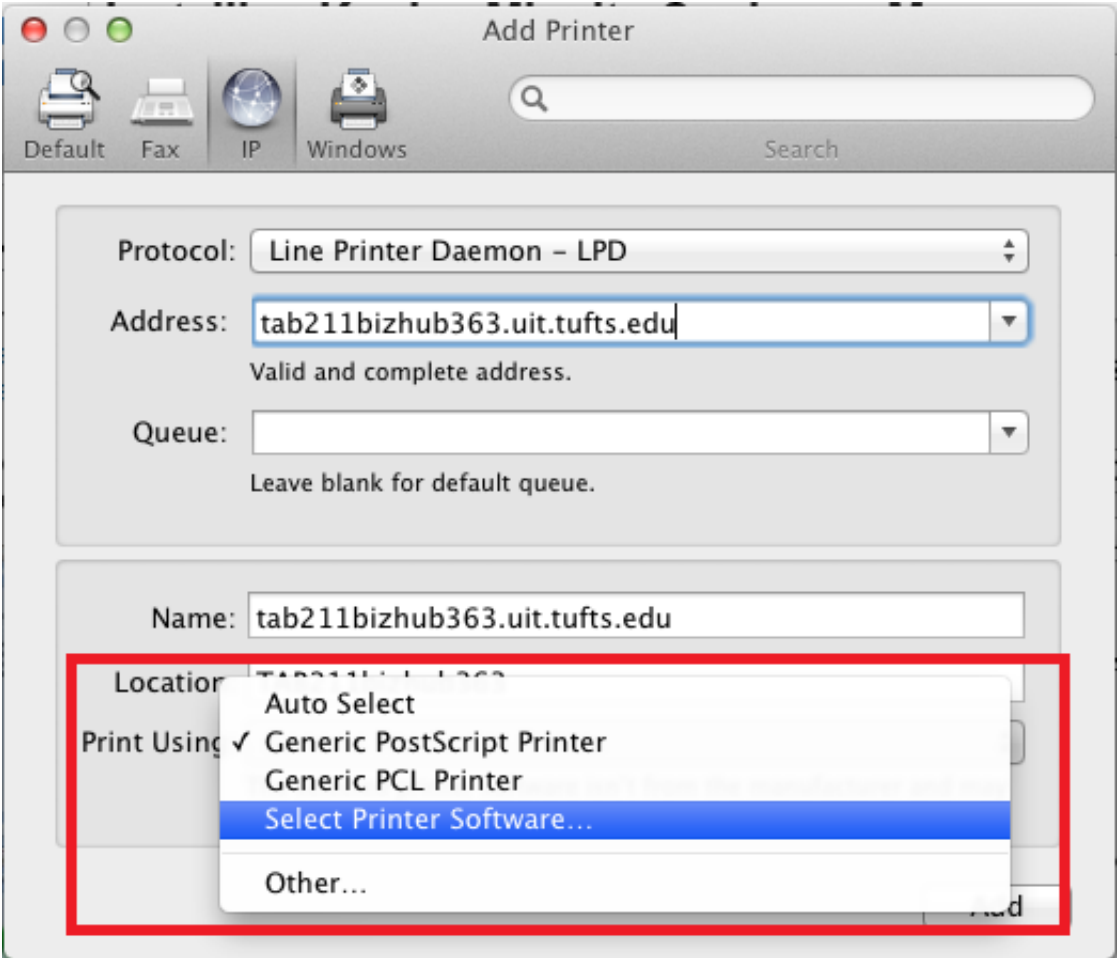 Add Printer
Default Fax IP Windows Search
Protocol: Line Printer Daemon – LPD
Address: tab211bizhub363.uit.tufts.edu
Valid and complete address.
Queue:
Leave blank for default queue.
Name: tab211bizhub363.uit.tufts.edu
Location TAB211bizhub363
Auto Select
Print Using ✓ Generic PostScript Printer
Generic PCL Printer
Select Printer Software...
Other...
Add